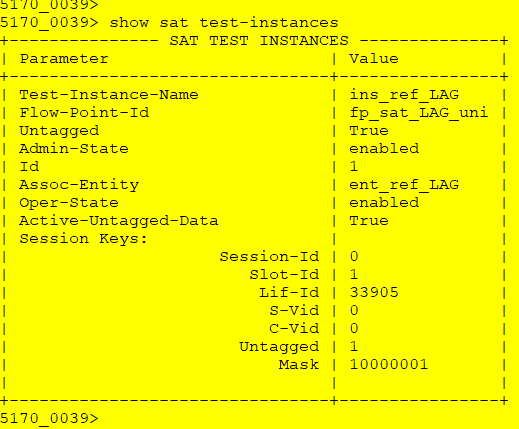 5170_0039>
5170_0039> show sat test-instances
+--------------- SAT TEST INSTANCES ---------------+
| Parameter                      | Value           |
+--------------------------------+-----------------+
| Test-Instance-Name             | ins_ref_LAG     |
| Flow-Point-Id                  | fp_sat_LAG_uni  |
| Untagged                       | True            |
| Admin-State                    | enabled         |
| Id                             | 1               |
| Assoc-Entity                   | ent_ref_LAG     |
| Oper-State                     | enabled         |
| Active-Untagged-Data           | True            |
| Session Keys:                  |                 |
|                     Session-Id | 0               |
|                        Slot-Id | 1               |
|                         Lif-Id | 33905           |
|                          S-Vid | 0               |
|                          C-Vid | 0               |
|                       Untagged | 1               |
|                           Mask | 10000001        |
|                                |                 |
+--------------------------------+-----------------+
5170_0039>